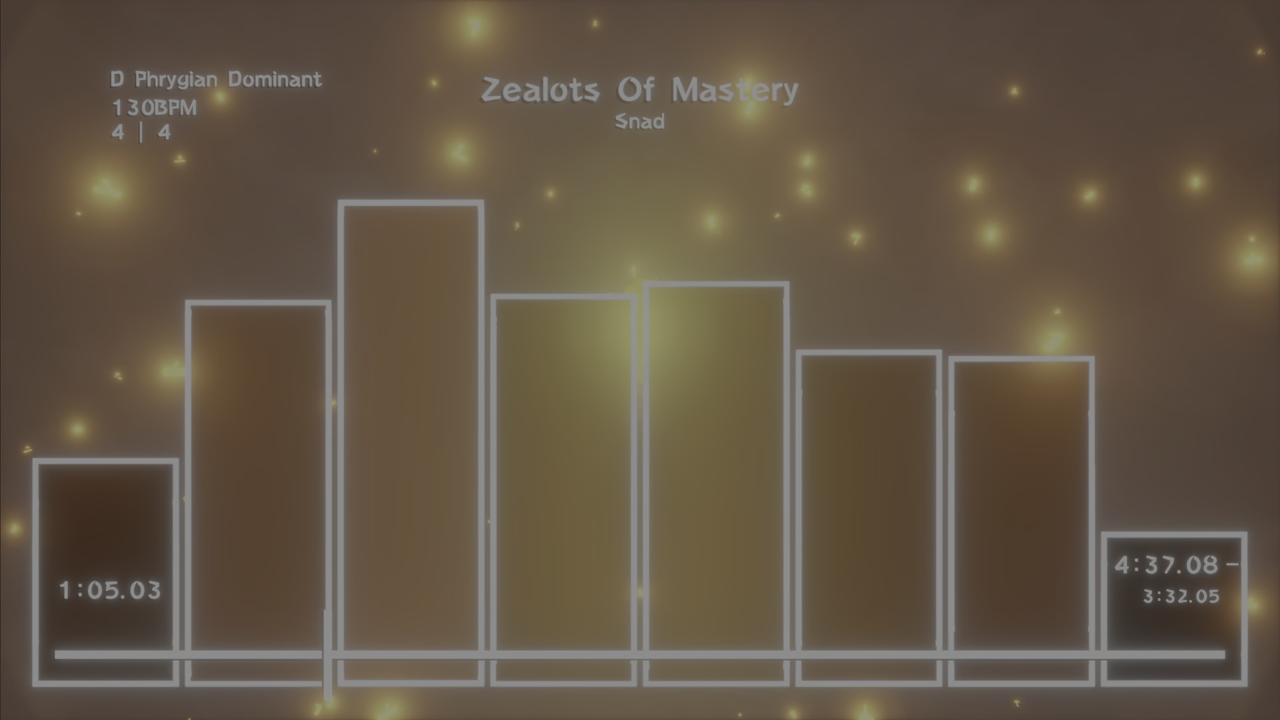 D Phrygian Dominant
130BPM
4 | 4
Zealots Of Mastery
Snad
1:05.03
4:37.08 -
3:32.05